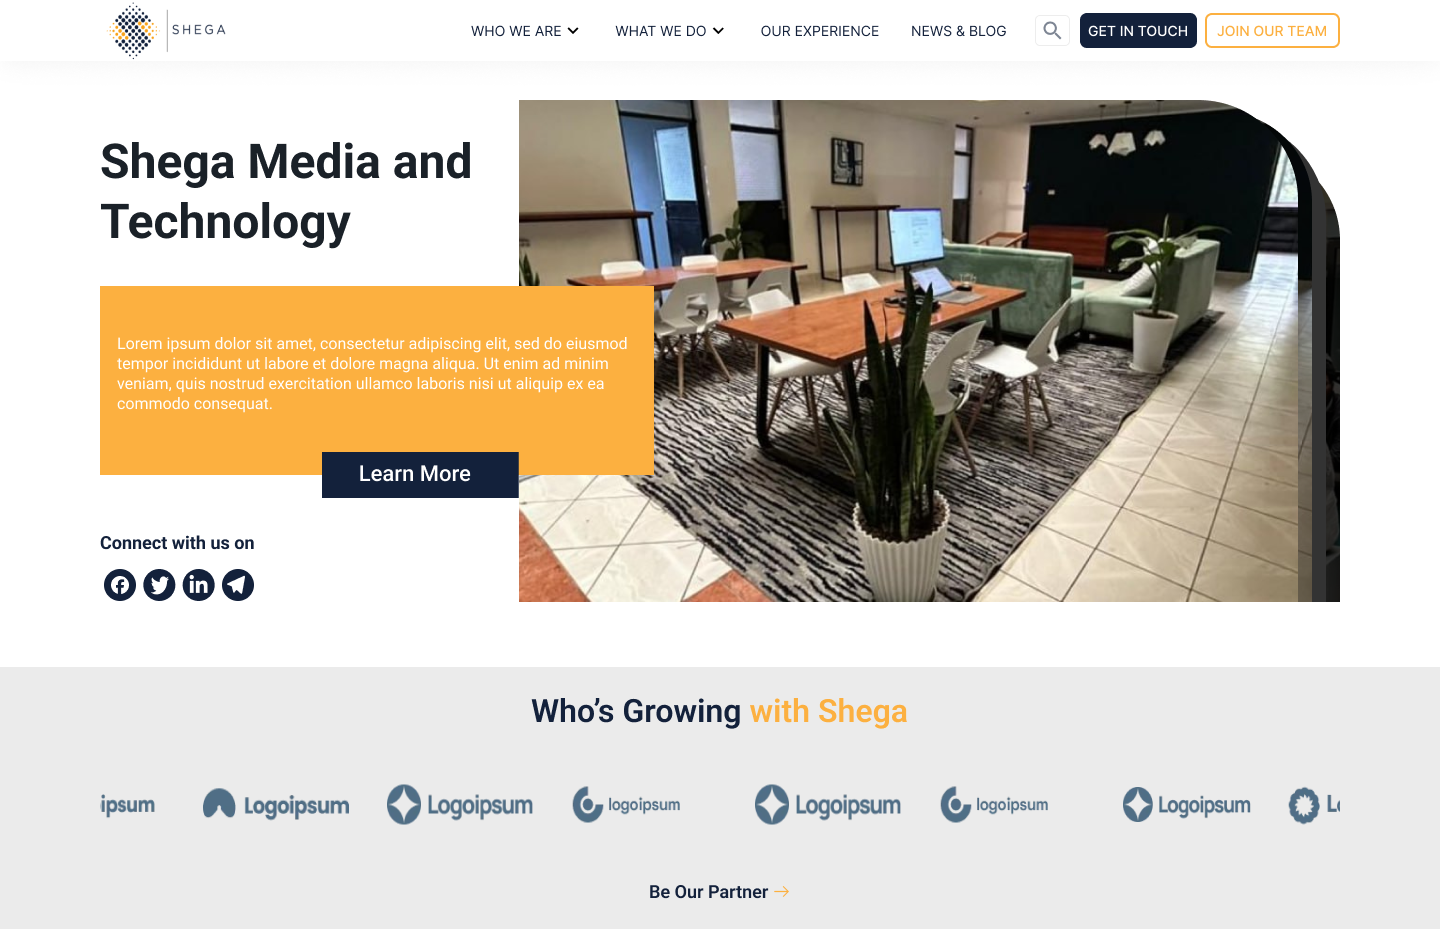 SHEGA
WHO WE ARE
WHAT WE DO
OUR EXPERIENCE
NEWS & BLOG
GET IN TOUCH
JOIN OUR TEAM
Shega Media and
Technology
Lorem ipsum dolor sit amet, consectetur adipiscing elit, sed do eiusmod
tempor incididunt ut labore et dolore magna aliqua. Ut enim ad minim
veniam, quis nostrud exercitation ullamco laboris nisi ut aliquip ex ea
commodo consequat.
Learn More
Connect with us on
Who’s Growing with Shega
ipsum
Logoipsum
Logoipsum
logoipsum
Logoipsum
logoipsum
Logoipsum
Lo
Be Our Partner →